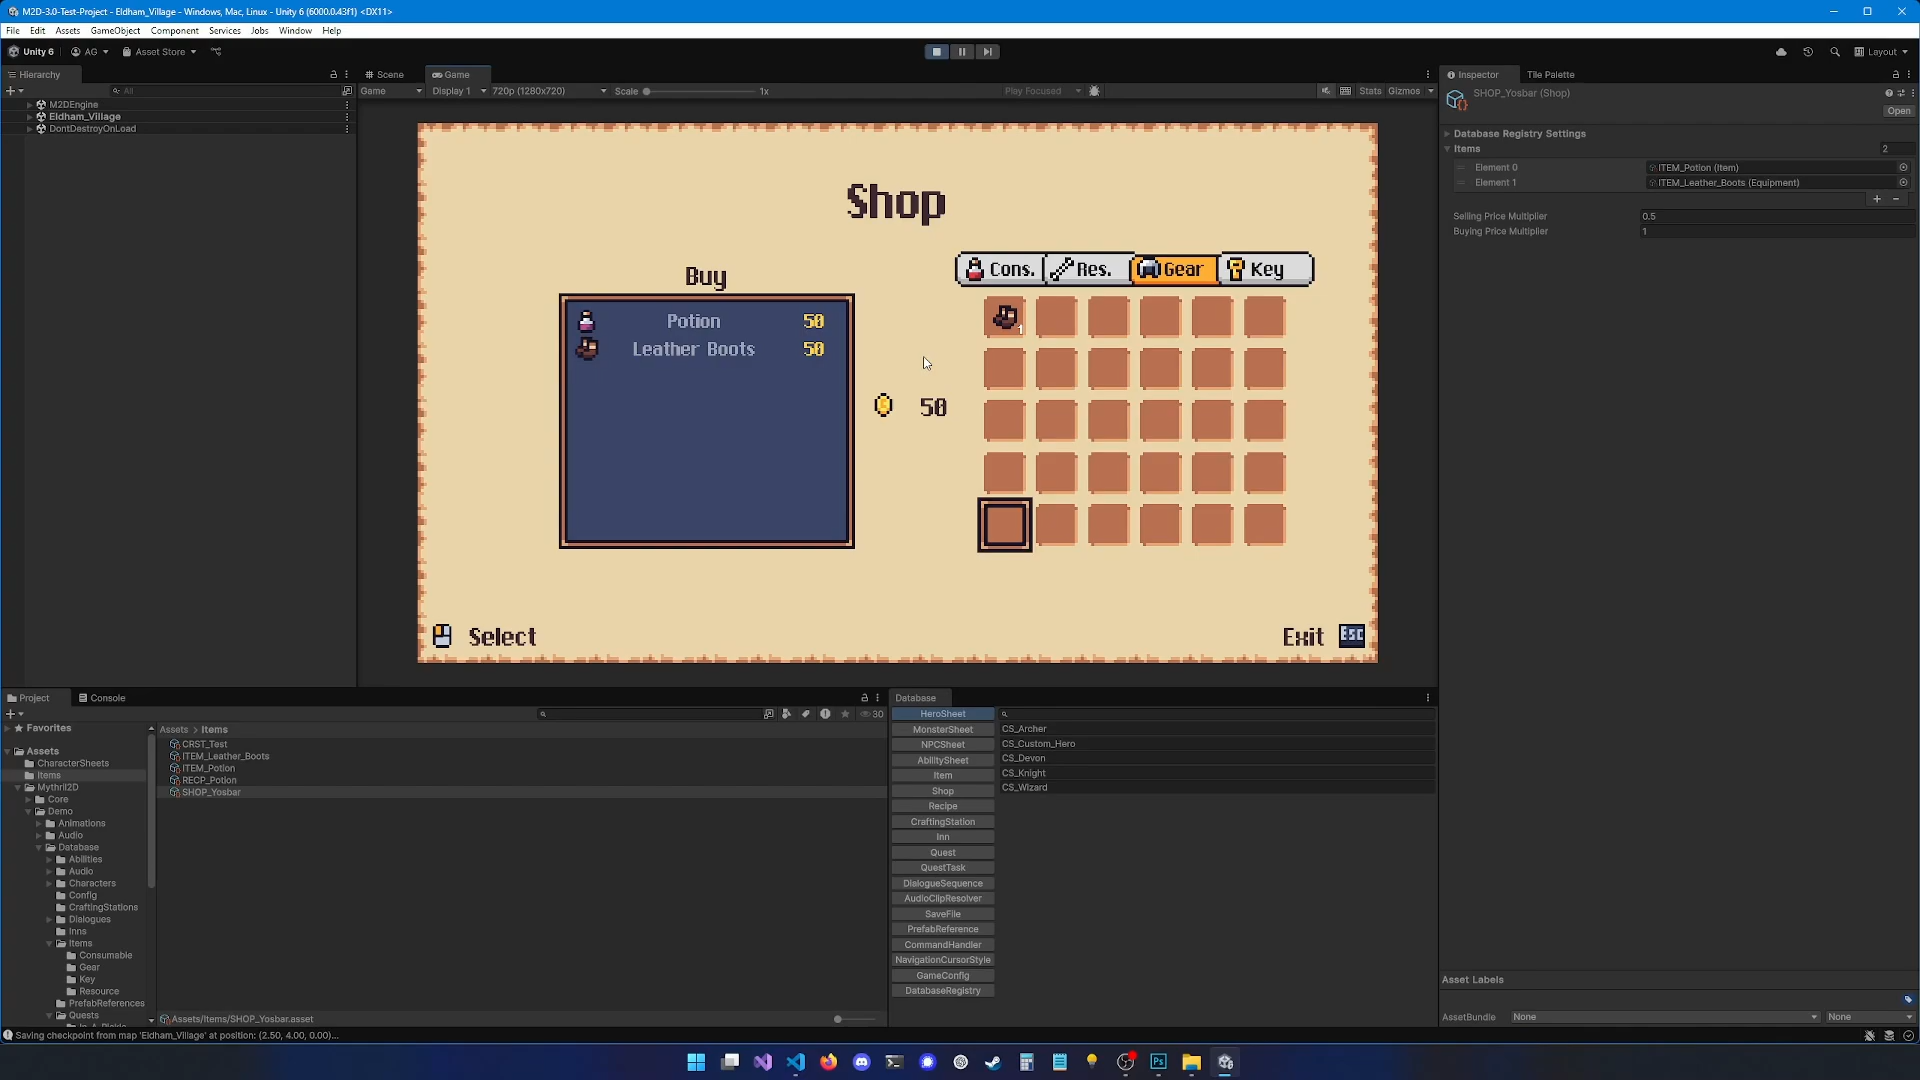 M2D-3.0-Test-Project - Eldham_Village - Windows, Mac, Linux - Unity 6 (6000.0.43f1) <DX11>
File Edit Assets GameObject Component Services Jobs Window Help
Unity 6 AG Asset Store Layout
Hierarchy
All
M2DEngine
Eldham_Village
DontDestroyOnLoad
Scene Game
Game Display 1 720p (1280x720) Scale 1x Play Focused Stats Gizmos
Shop
Buy
Potion 50
Leather Boots 50
50
Cons. Res. Gear Key
1
Select
Exit ESC
Inspector Tile Palette
SHOP_Yosbar (Shop)
Open
Database Registry Settings
Items 2
Element 0 ITEM_Potion (Item)
Element 1 ITEM_Leather_Boots (Equipment)
Selling Price Multiplier 0.5
Buying Price Multiplier 1
Asset Labels
AssetBundle None None
Project Console
30
Favorites
Assets
CharacterSheets
Items
Mythril2D
Core
Demo
Animations
Audio
Database
Abilities
Audio
Characters
Config
CraftingStations
Dialogues
Inns
Items
Consumable
Gear
Key
Resource
PrefabReferences
Quests
In-A-Pickle
Assets > Items
CRST_Test
ITEM_Leather_Boots
ITEM_Potion
RECP_Potion
SHOP_Yosbar
Assets/Items/SHOP_Yosbar.asset
Database
HeroSheet
MonsterSheet
NPCSheet
AbilitySheet
Item
Shop
Recipe
CraftingStation
Inn
Quest
QuestTask
DialogueSequence
AudioClipResolver
SaveFile
PrefabReference
CommandHandler
NavigationCursorStyle
GameConfig
DatabaseRegistry
CS_Archer
CS_Custom_Hero
CS_Devon
CS_Knight
CS_Wizard
Saving checkpoint from map 'Eldham_Village' at position: (2.50, 4.00, 0.00)...
Ps